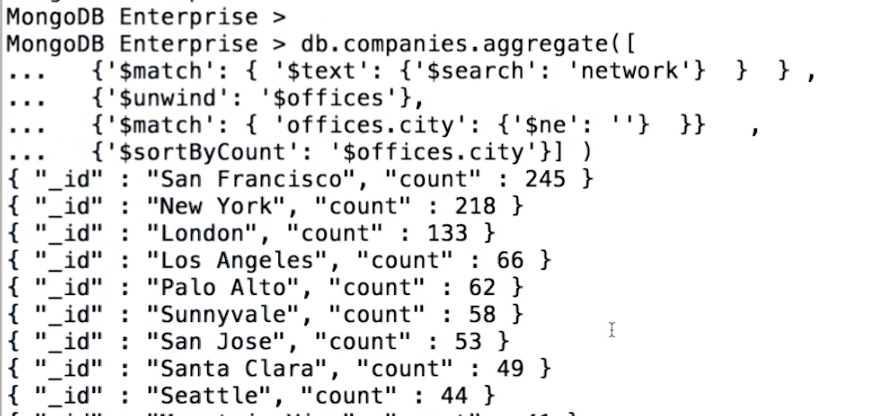 MongoDB Enterprise >
MongoDB Enterprise > db.companies.aggregate([
...   {'$match': { '$text': {'$search': 'network'}  }  } ,
...   {'$unwind': '$offices'},
...   {'$match': { 'offices.city': {'$ne': ''}  }}   ,
...   {'$sortByCount': '$offices.city'}] )
{ "_id" : "San Francisco", "count" : 245 }
{ "_id" : "New York", "count" : 218 }
{ "_id" : "London", "count" : 133 }
{ "_id" : "Los Angeles", "count" : 66 }
{ "_id" : "Palo Alto", "count" : 62 }
{ "_id" : "Sunnyvale", "count" : 58 }
{ "_id" : "San Jose", "count" : 53 }
{ "_id" : "Santa Clara", "count" : 49 }
{ "_id" : "Seattle", "count" : 44 }